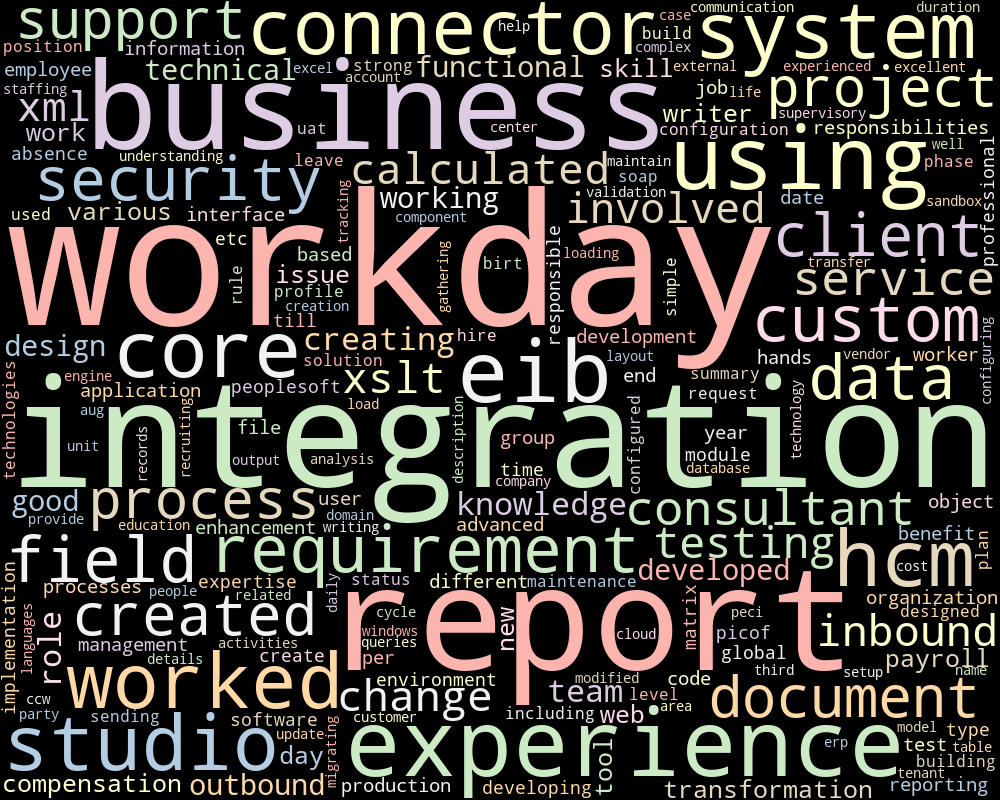 support
connector
help
case
build
complex
communication
system
duration
position
information
employee
technical
excel
strong
account
functional
skill
external
experienced
excellent
staffing
xml
business
job
life
project
supervisory
work
uat
center
writer
configuration
responsibilities
absence
understanding
leave
calculated
maintain
using
well
phase
security
soap
validation
date
sandbox
professional
used
various
interface
tracking
working
component
involved
client
workday
etc
rule
based
issue
profile
creation
till
gathering
birt
responsible
loading
simple
transfer
service
custom
design
core
creating
hire
development
solution
eib
layout
end
hands
vendor
worker
configuring
technologies
engine
application
peoplesoft
xslt
load
summary
request
data
technology
integration
aug
unit
records
recruiting
file
output
analysis
description
group
time
company
configured
year
module
database
good
provide
process
user
domain
knowledge
consultant
object
education
enhancement
writing
advanced
requirement
testing
benefit
plan
field
hcm
cost
implementation
processes
people
expertise
related
daily
status
different
maintenance
developed
organization
designed
languages
role
created
management
details
activities
create
cycle
windows
queries
per
report
new
cloud
matrix
peci
picof
global
third
inbound
setup
payroll
name
ccw
party
worked
sending
environment
change
customer
team
modified
level
area
code
including
web
document
studio
software
update
day
migrating
experience
tool
erp
model
type
test
table
building
tenant
compensation
outbound
production
developing
transformation
reporting